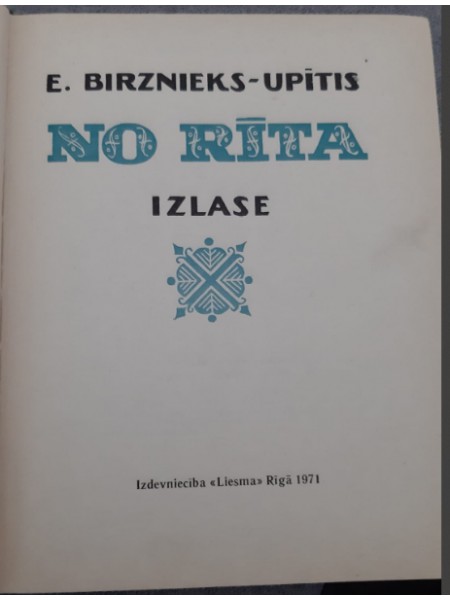 E. BIRZNIEKS-UPĪTIS
NO RĪTA
IZLASE
Izdevniecība «Liesma» Rīgā 1971